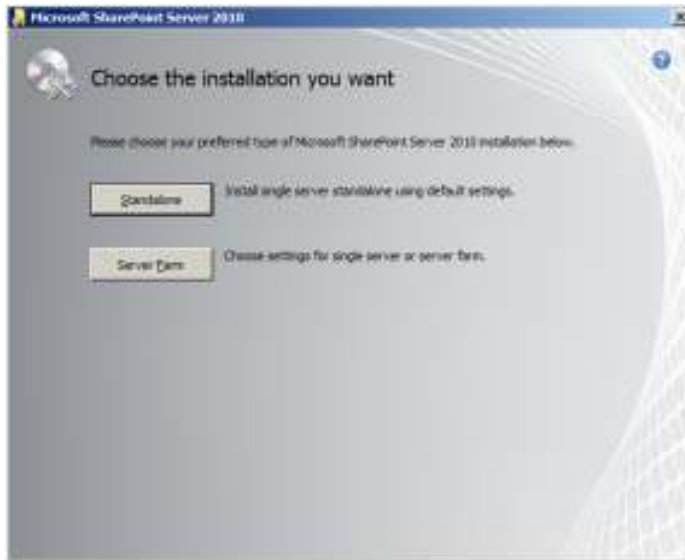 Microsoft SharePoint Server 2010
Choose the installation you want
Please choose your preferred type of Microsoft SharePoint Server 2010 installation below.
Standalone
Install single server standalone using default settings.
Server Farm
Choose settings for single server or server farm.